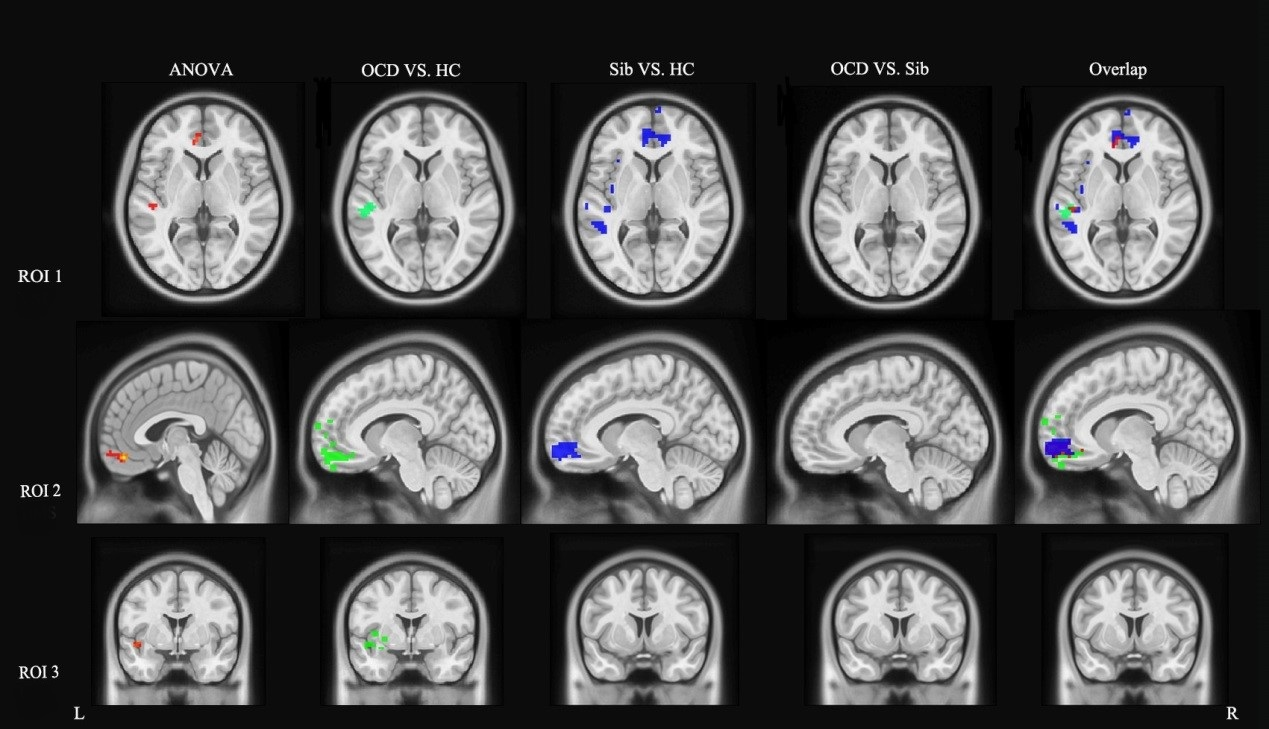 ANOVA OCD VS. HC Sib VS. HC OCD VS. Sib Overlap
ROI 1
ROI 2
ROI 3
L R